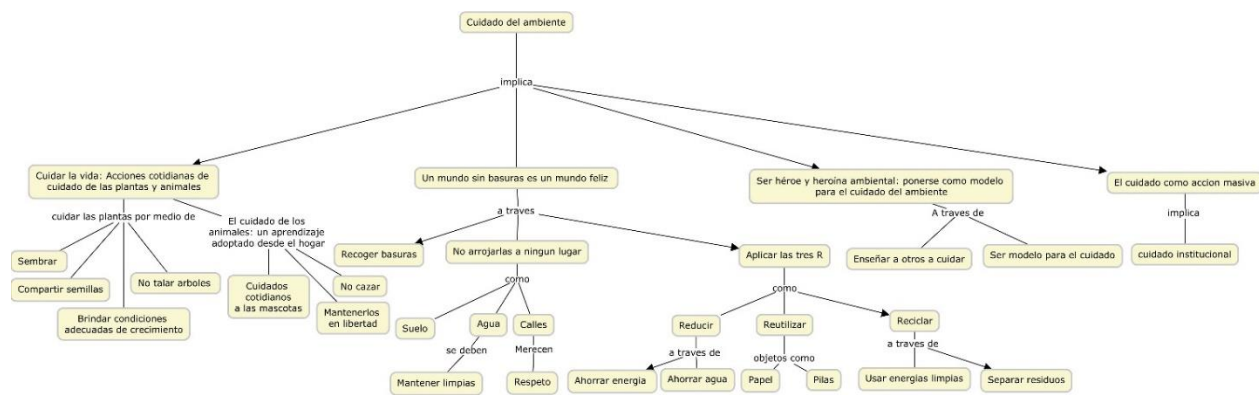 Cuidado del ambiente
implica
Cuidar la vida: Acciones cotidianas de
cuidado de las plantas y animales
Un mundo sin basuras es un mundo feliz
Ser héroe y heroína ambiental: ponerse como modelo
para el cuidado del ambiente
El cuidado como accion masiva
cuidar las plantas por medio de
El cuidado de los
animales: un aprendizaje
adoptado desde el hogar
a traves
A traves de
implica
Sembrar
Compartir semillas
Brindar condiciones
adecuadas de crecimiento
No talar arboles
Cuidados
cotidianos
a las mascotas
Mantenerlos
en libertad
No cazar
Recoger basuras
No arrojarlas a ningun lugar
Aplicar las tres R
Enseñar a otros a cuidar
Ser modelo para el cuidado
cuidado institucional
como
Suelo
Agua
Calles
se deben
Merecen
Mantener limpias
Respeto
como
Reducir
Reutilizar
Reciclar
a traves de
objetos como
a traves de
Ahorrar energia
Ahorrar agua
Papel
Pilas
Usar energias limpias
Separar residuos